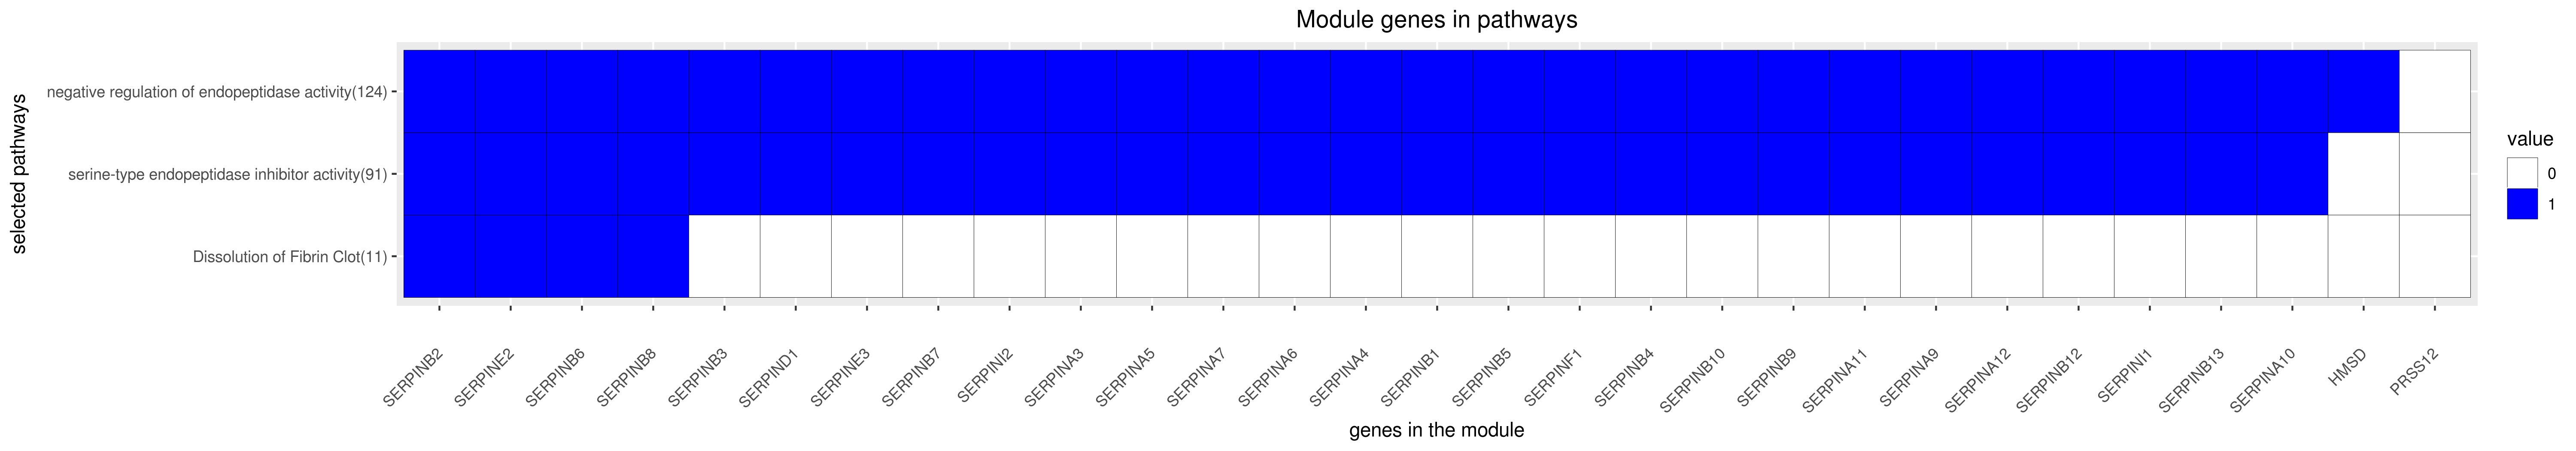 Module genes in pathways
selected pathways
negative regulation of endopeptidase activity(124)
serine-type endopeptidase inhibitor activity(91)
Dissolution of Fibrin Clot(11)
value
0
1
SERPINB2
SERPINE2
SERPINB6
SERPINB8
SERPINB3
SERPIND1
SERPINE3
SERPINB7
SERPINI2
SERPINA3
SERPINA5
SERPINA7
SERPINA6
SERPINA4
SERPINB1
SERPINB5
SERPINF1
SERPINB4
SERPINB10
SERPINB9
SERPINA11
SERPINA9
SERPINA12
SERPINB12
SERPINI1
SERPINB13
SERPINA10
HMSD
PRSS12
genes in the module